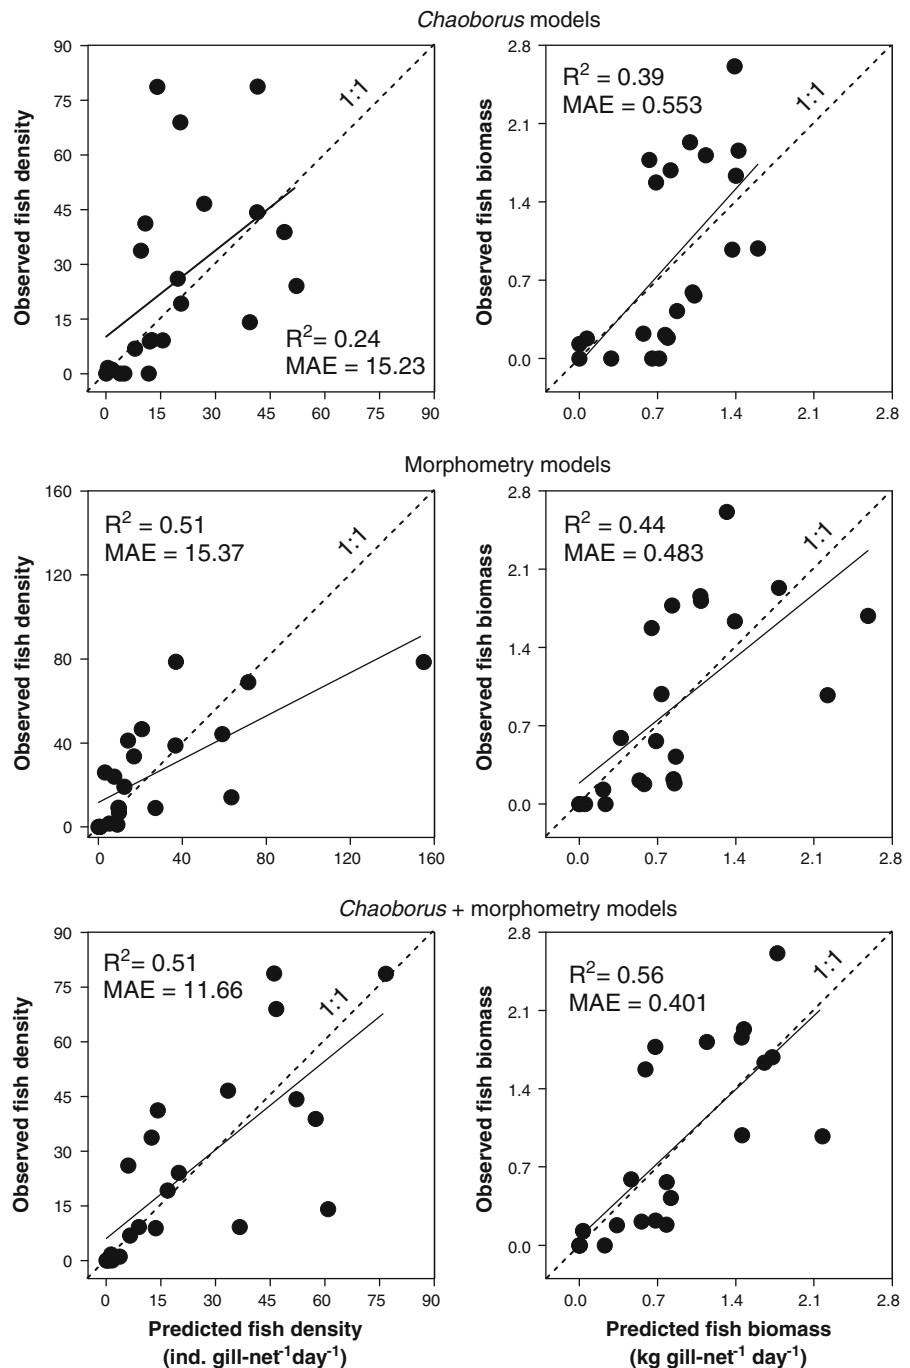 Chaoborus models
90
75
60
45
30
15
0
Observed fish density
1:1
R² = 0.24
MAE = 15.23
0 15 30 45 60 75 90
2.8
2.1
1.4
0.7
0.0
Observed fish biomass
R² = 0.39
MAE = 0.553
1:1
0.0 0.7 1.4 2.1 2.8
Morphometry models
160
120
80
40
0
Observed fish density
R² = 0.51
MAE = 15.37
1:1
0 40 80 120 160
2.8
2.1
1.4
0.7
0.0
Observed fish biomass
R² = 0.44
MAE = 0.483
1:1
0.0 0.7 1.4 2.1 2.8
Chaoborus + morphometry models
90
75
60
45
30
15
0
Observed fish density
R²= 0.51
MAE = 11.66
1:1
0 15 30 45 60 75 90
Predicted fish density
(ind. gill-net⁻¹day⁻¹)
2.8
2.1
1.4
0.7
0.0
Observed fish biomass
R²= 0.56
MAE = 0.401
1:1
0.0 0.7 1.4 2.1 2.8
Predicted fish biomass
(kg gill-net⁻¹ day⁻¹)